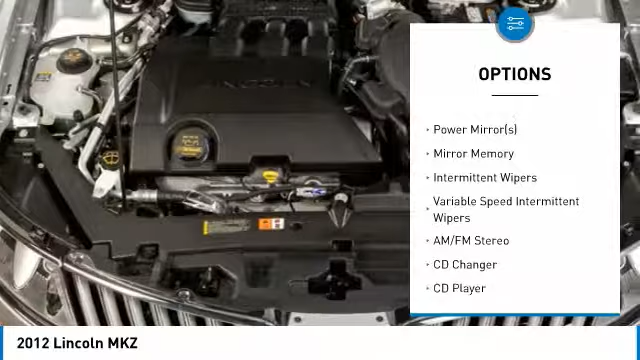 LINCOLN
OPTIONS
Power Mirror(s)
Mirror Memory
Intermittent Wipers
Variable Speed Intermittent
Wipers
AM/FM Stereo
CD Changer
CD Player
2012 Lincoln MKZ